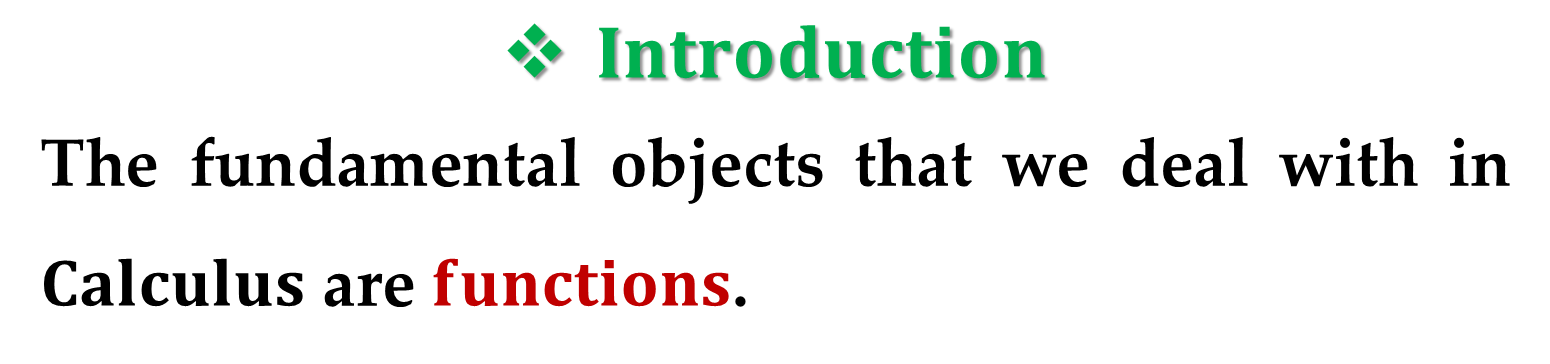 ❖ Introduction
The fundamental objects that we deal with in
Calculus are functions.